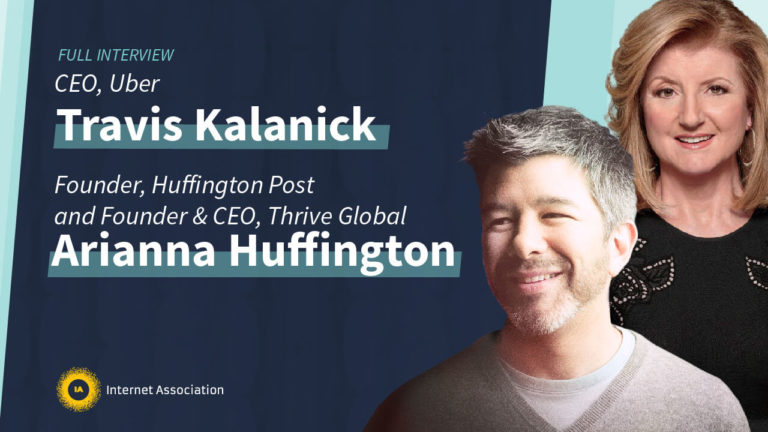 FULL INTERVIEW
CEO, Uber
Travis Kalanick
Founder, Huffington Post
and Founder & CEO, Thrive Global
Arianna Huffington
IA
Internet Association